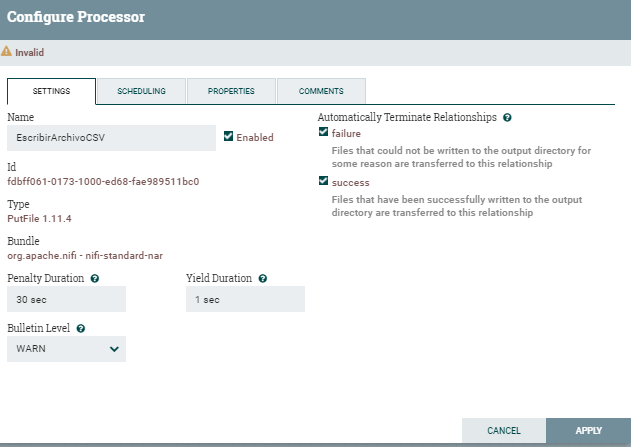 Configure Processor
Invalid
SETTINGS
SCHEDULING
PROPERTIES
COMMENTS
Name
EscribirArchivoCSV
Enabled
Id
fdbff061-0173-1000-ed68-fae989511bc0
Type
PutFile 1.11.4
Bundle
org.apache.nifi - nifi-standard-nar
Penalty Duration
30 sec
Yield Duration
1 sec
Bulletin Level
WARN
Automatically Terminate Relationships
failure
Files that could not be written to the output directory for
some reason are transferred to this relationship
success
Files that have been successfully written to the output
directory are transferred to this relationship
CANCEL
APPLY